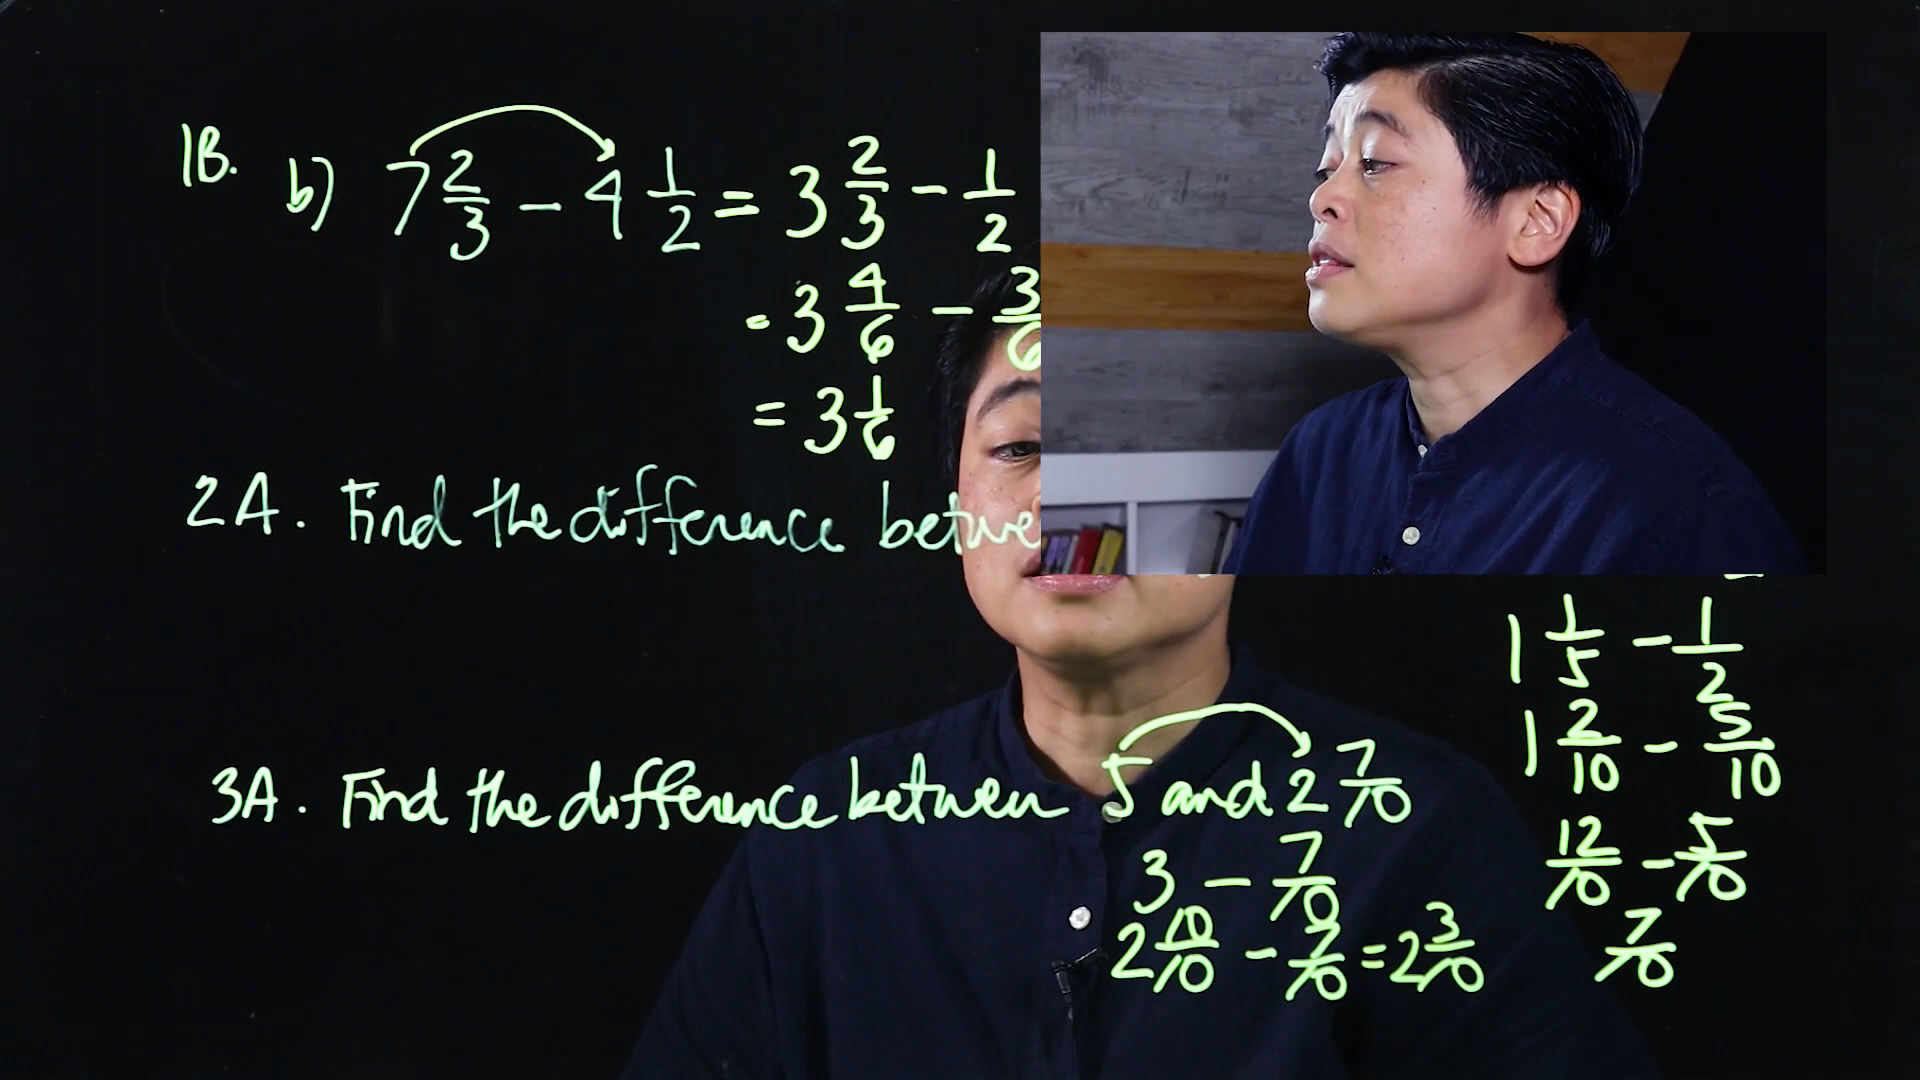 1B. b) 7 2/3 - 4 1/2 = 3 2/3 - 1/2
= 3 4/6 - 3/6
= 3 1/6
2A. Find the difference
1 1/5 - 1/2
1 2/10 - 5/10
12/10 - 5/10
7/10
3A. Find the difference between 5 and 2 7/10
3 - 7/10
2 10/10 - 7/10 = 2 3/10